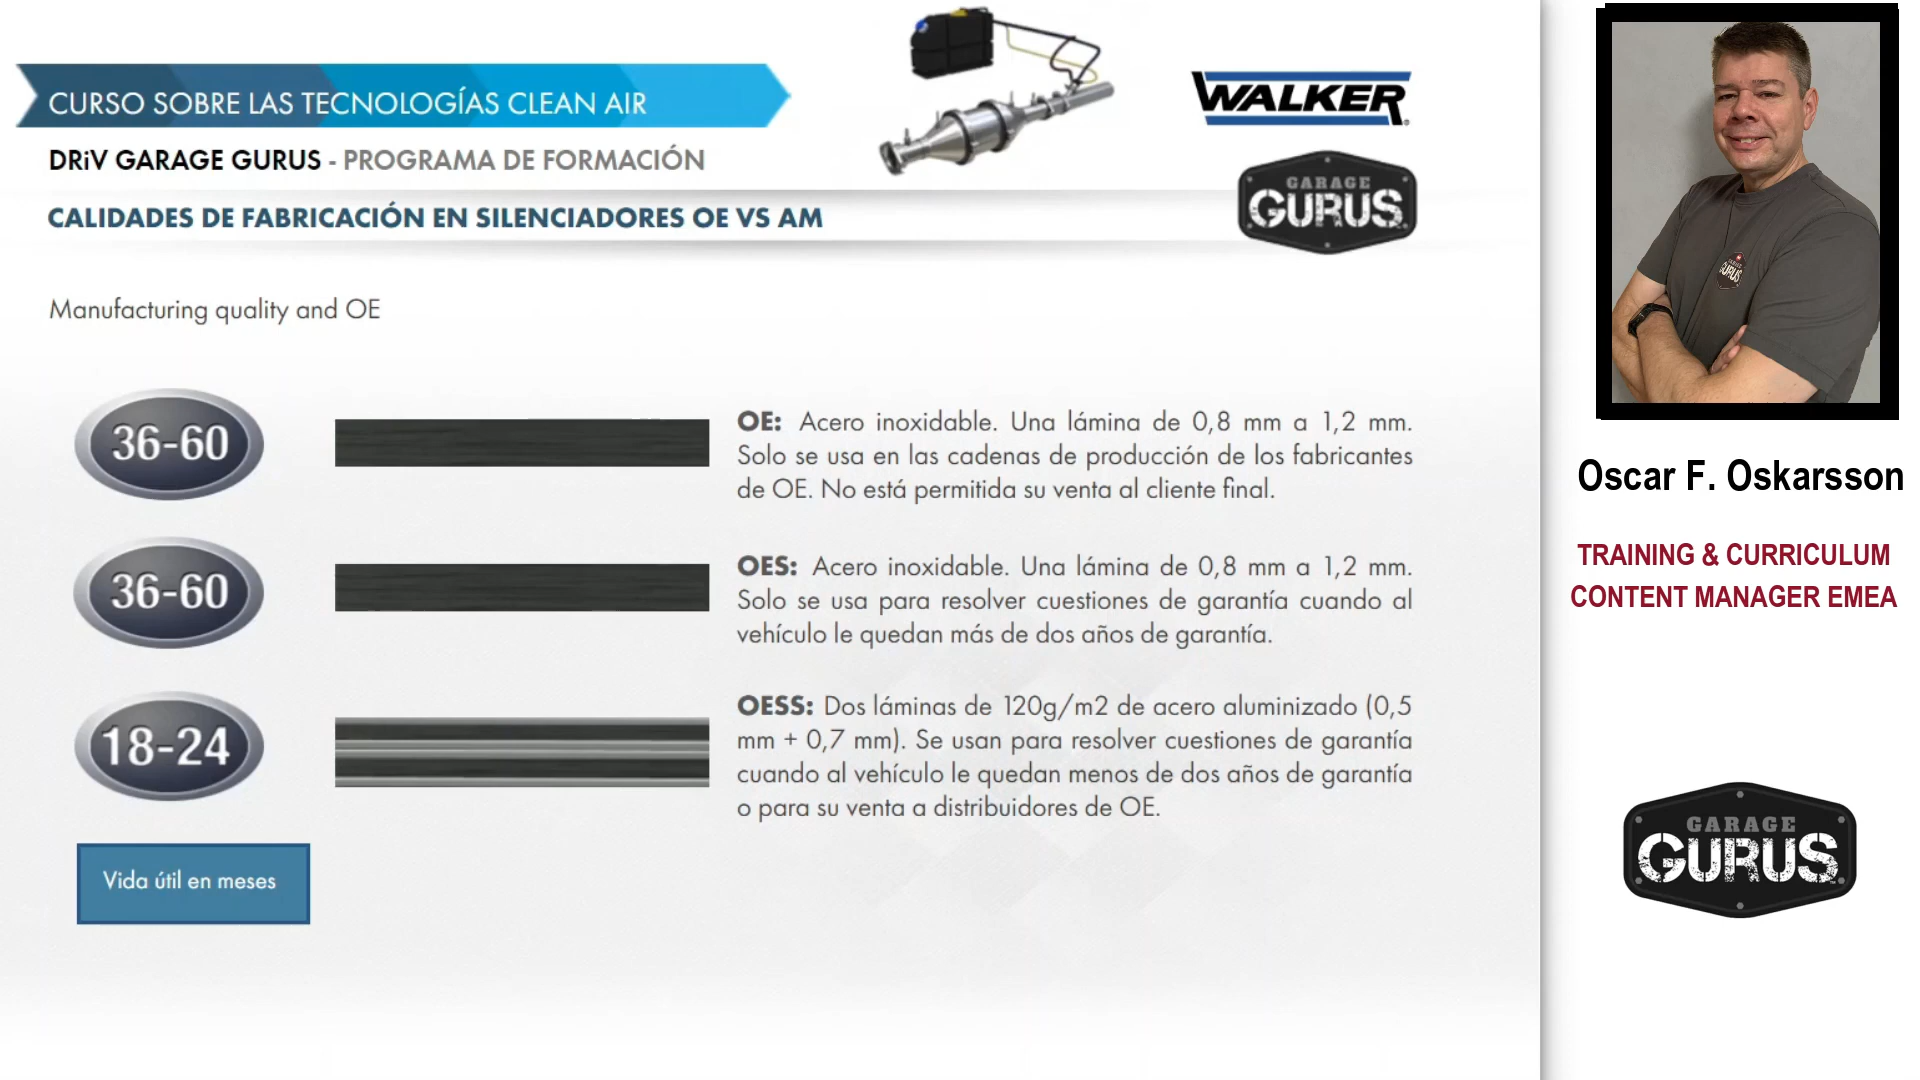 CURSO SOBRE LAS TECNOLOGÍAS CLEAN AIR
DRiV GARAGE GURUS - PROGRAMA DE FORMACIÓN
WALKER
GARAGE
GURUS
CALIDADES DE FABRICACIÓN EN SILENCIADORES OE VS AM
Manufacturing quality and OE
36-60
OE: Acero inoxidable. Una lámina de 0,8 mm a 1,2 mm.
Solo se usa en las cadenas de producción de los fabricantes
de OE. No está permitida su venta al cliente final.
36-60
OES: Acero inoxidable. Una lámina de 0,8 mm a 1,2 mm.
Solo se usa para resolver cuestiones de garantía cuando al
vehículo le quedan más de dos años de garantía.
18-24
OESS: Dos láminas de 120g/m2 de acero aluminizado (0,5
mm + 0,7 mm). Se usan para resolver cuestiones de garantía
cuando al vehículo le quedan menos de dos años de garantía
o para su venta a distribuidores de OE.
Vida útil en meses
GURUS
Oscar F. Oskarsson
TRAINING & CURRICULUM
CONTENT MANAGER EMEA
GARAGE
GURUS